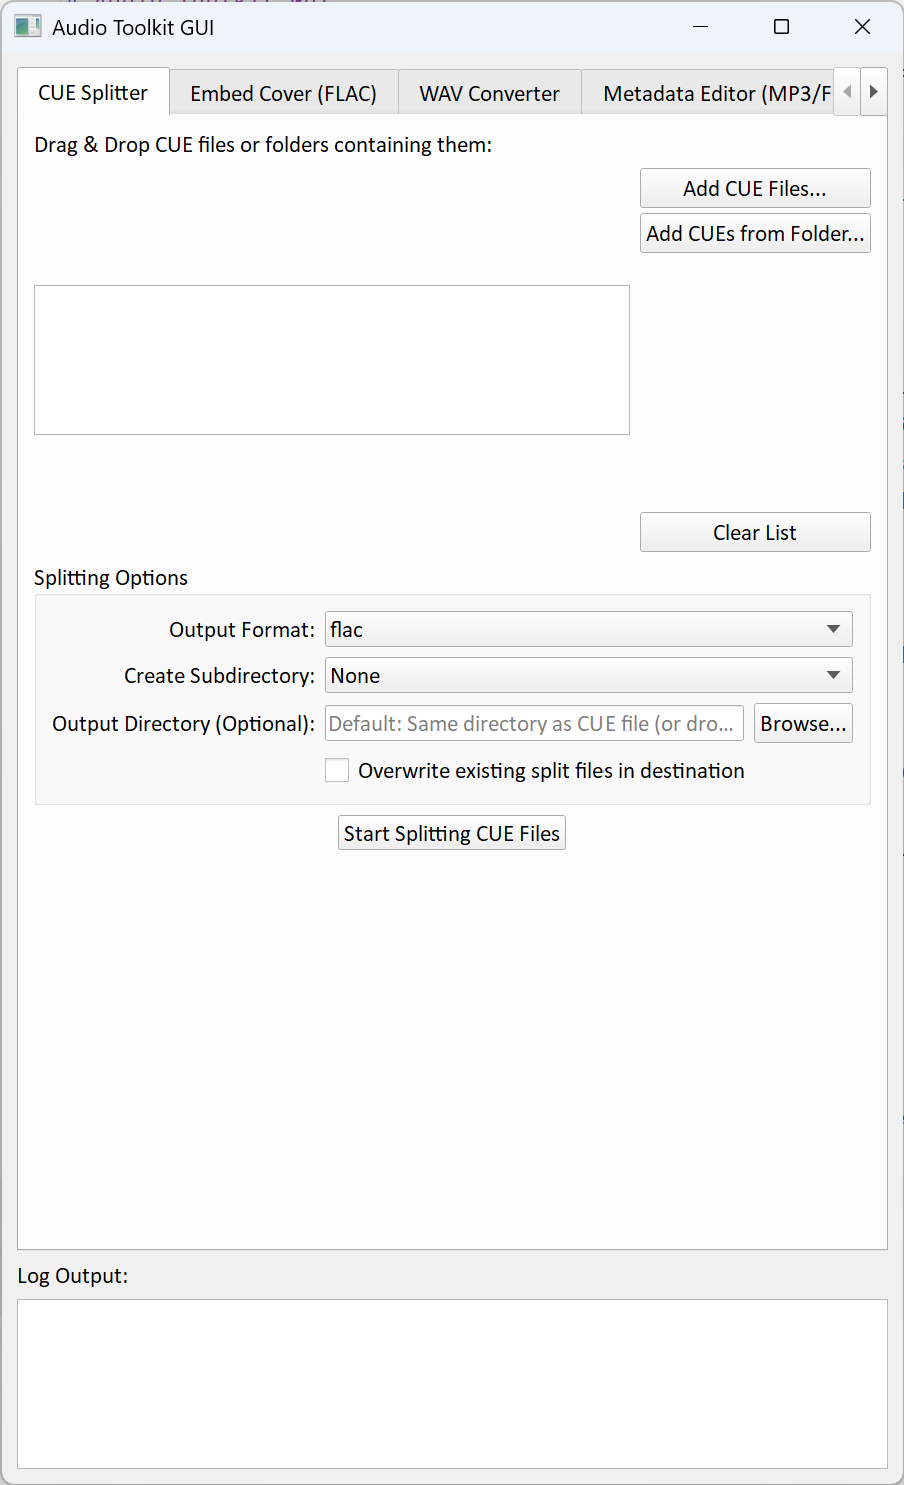 Audio Toolkit GUI
CUE Splitter
Embed Cover (FLAC)
WAV Converter
Metadata Editor (MP3/F
Drag & Drop CUE files or folders containing them:
Add CUE Files...
Add CUEs from Folder...
Clear List
Splitting Options
Output Format: flac
Create Subdirectory: None
Output Directory (Optional): Default: Same directory as CUE file (or dro... Browse...
Overwrite existing split files in destination
Start Splitting CUE Files
Log Output: